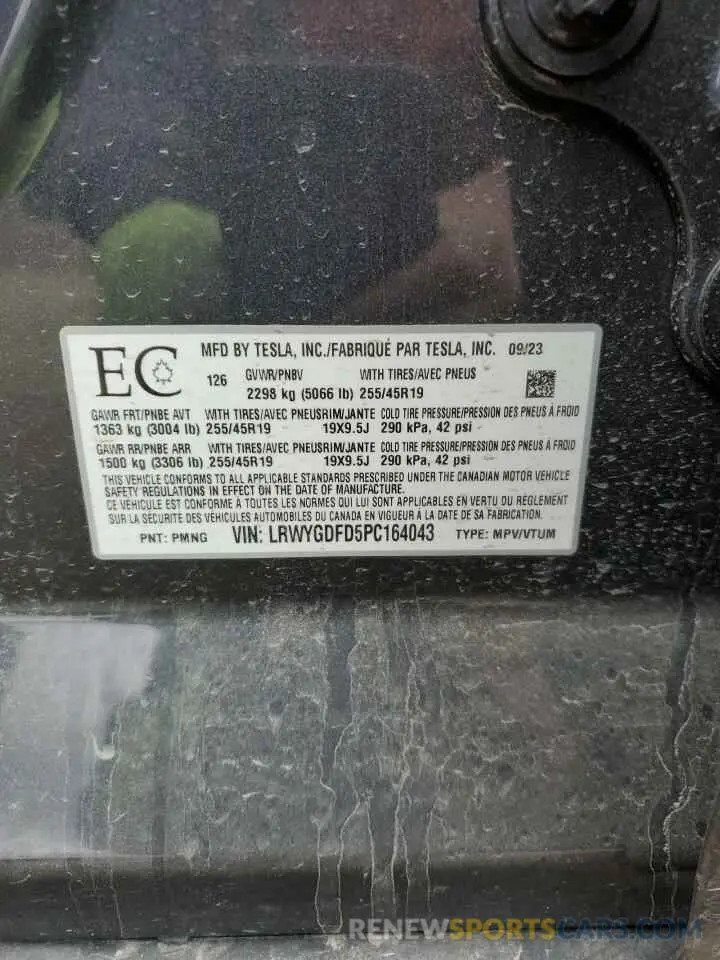 EC MFD BY TESLA, INC./FABRIQUÉ PAR TESLA, INC. 09/23
126 GVWR/PNBV WITH TIRES/AVEC PNEUS
2298 kg (5066 lb) 255/45R19
GAWR FRT/PNBE AVT WITH TIRES/AVEC PNEUS RIM/JANTE COLD TIRE PRESSURE/PRESSION DES PNEUS À FROID
1363 kg (3004 lb) 255/45R19 19X9.5J 290 kPa, 42 psi
GAWR RR/PNBE ARR WITH TIRES/AVEC PNEUS RIM/JANTE COLD TIRE PRESSURE/PRESSION DES PNEUS À FROID
1500 kg (3306 lb) 255/45R19 19X9.5J 290 kPa, 42 psi
THIS VEHICLE CONFORMS TO ALL APPLICABLE STANDARDS PRESCRIBED UNDER THE CANADIAN MOTOR VEHICLE
SAFETY REGULATIONS IN EFFECT ON THE DATE OF MANUFACTURE.
CE VÉHICULE EST CONFORME À TOUTES LES NORMES QUI LUI SONT APPLICABLES EN VERTU DU RÈGLEMENT
SUR LA SÉCURITÉ DES VÉHICULES AUTOMOBILES DU CANADA EN VIGUEUR À LA DATE DE SA FABRICATION.
PNT: PMNG VIN: LRWYGDFD5PC164043 TYPE: MPV/VTUM
RENEWSPORTSCARS.COM